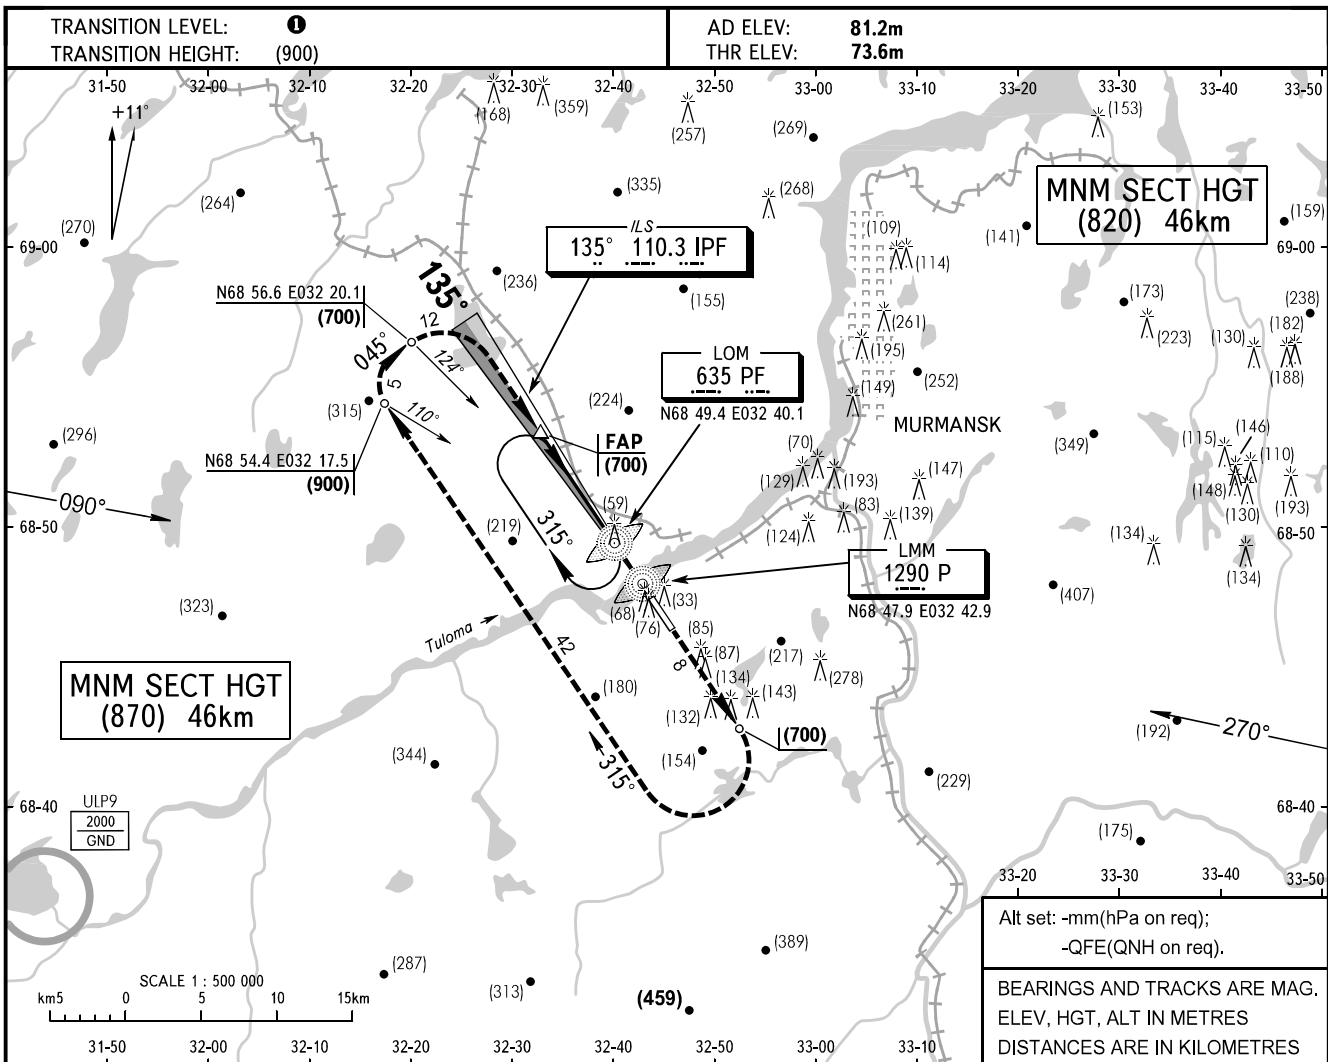 TRANSITION LEVEL: ❶
TRANSITION HEIGHT: (900)
AD ELEV: 81.2m
THR ELEV: 73.6m
31-50 32-00 32-10 32-20 32-30 32-40 32-50 33-00 33-10 33-20 33-30 33-40 33-50
+11°
(168)
(359)
(257)
(269)
(153)
(264)
(335)
(268)
MNM SECT HGT
(820) 46km
(159)
(270)
(109)
(141)
ILS
135° 110.3 IPF
69-00
69-00
(114)
(236)
135°
N68 56.6 E032 20.1
(700)
(155)
(173)
(238)
12
(261)
(223)
(182)
(130)
045°
124°
LOM
635 PF
(195)
(188)
5
(252)
(149)
(315)
110°
(224)
N68 49.4 E032 40.1
MURMANSK
(296)
FAP
(700)
(349)
(146)
(115)
(70)
(110)
N68 54.4 E032 17.5
(900)
(129)
(193)
(147)
(148)
(130)
(193)
090°
(59)
(83)
(139)
68-50
68-50
(219)
315°
(124)
(134)
(134)
LMM
1290 P
(407)
N68 47.9 E032 42.9
(323)
(68)
(76)
(33)
Tuloma
(85)
(87)
42
8
(217)
(278)
MNM SECT HGT
(870) 46km
(134)
(180)
(132)
(143)
(192)
270°
(700)
(344)
(154)
315°
(229)
68-40
68-40
ULP9
2000
GND
(175)
33-20 33-30 33-40 33-50
Alt set: -mm(hPa on req);
-QFE(QNH on req).
(389)
(287)
SCALE 1 : 500 000
km5 0 5 10 15km
(313)
(459)
BEARINGS AND TRACKS ARE MAG.
ELEV, HGT, ALT IN METRES
DISTANCES ARE IN KILOMETRES
31-50 32-00 32-10 32-20 32-30 32-40 32-50 33-00 33-10